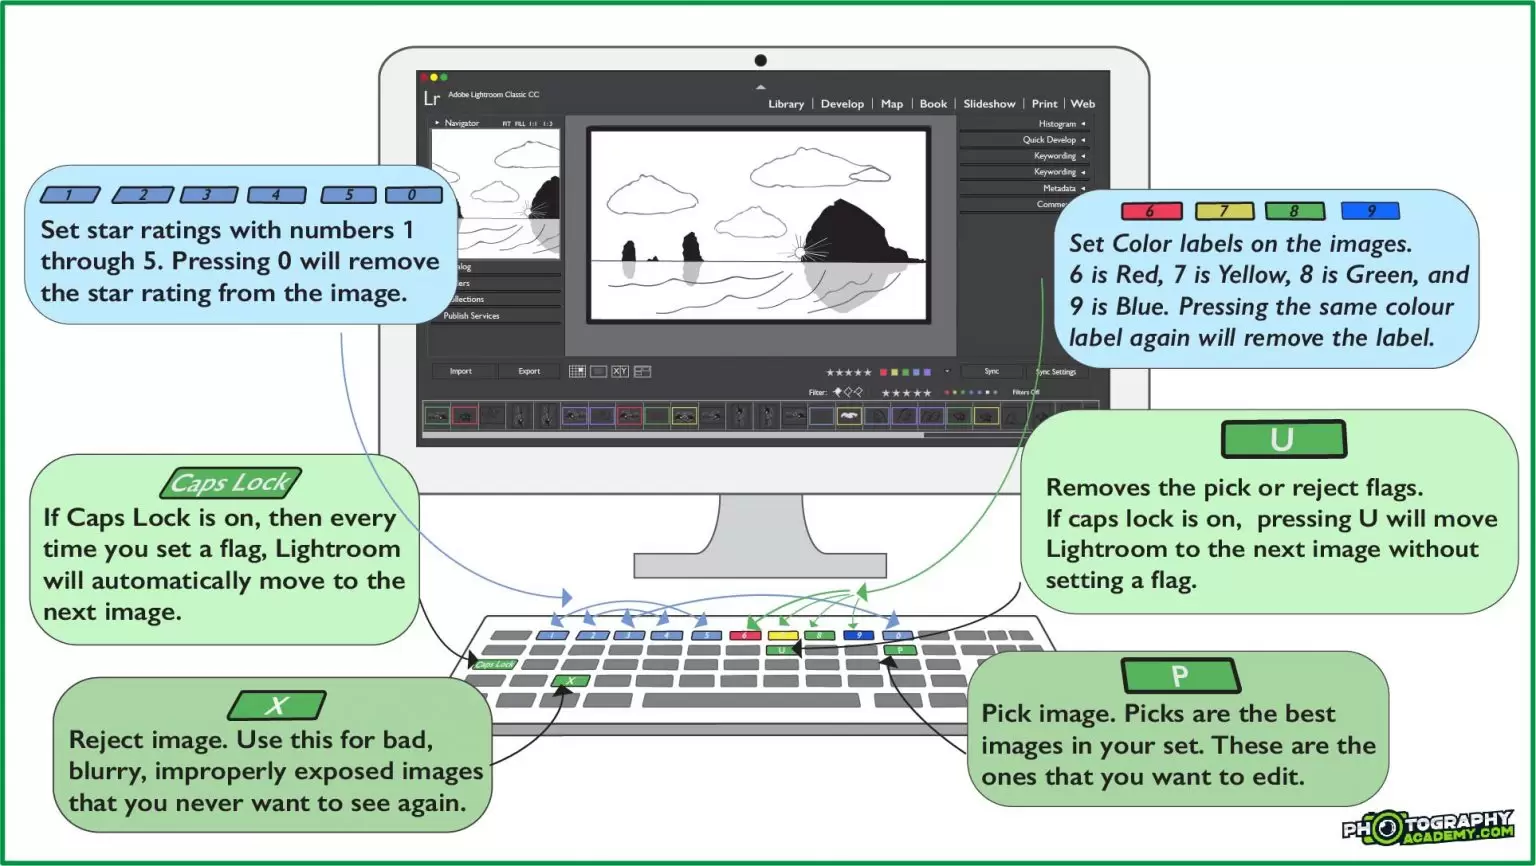 Adobe Lightroom Classic CC
Lr
Library | Develop | Map | Book | Slideshow | Print | Web
Navigator FIT FILL 1:1 1:3
Histogram
Quick Develop
Keywording
Keywording
Metadata
Publish Services
Import Export
XY
Sync Sync Settings
Filter:
Filters Off
1 2 3 4 5 0
Set star ratings with numbers 1
through 5. Pressing 0 will remove
the star rating from the image.
6 7 8 9
Set Color labels on the images.
6 is Red, 7 is Yellow, 8 is Green, and
9 is Blue. Pressing the same colour
label again will remove the label.
Caps Lock
If Caps Lock is on, then every
time you set a flag, Lightroom
will automatically move to the
next image.
U
Removes the pick or reject flags.
If caps lock is on, pressing U will move
Lightroom to the next image without
setting a flag.
1 2 3 4 5 6 8 9 0
U P
Caps Lock
X
X
Reject image. Use this for bad,
blurry, improperly exposed images
that you never want to see again.
P
Pick image. Picks are the best
images in your set. These are the
ones that you want to edit.
PHOTOGRAPHY
ACADEMY.COM